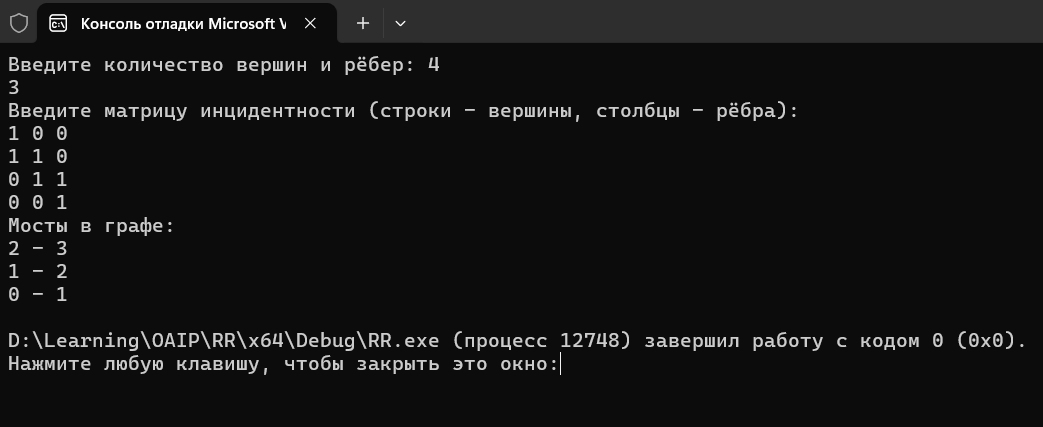 Консоль отладки Microsoft V
Введите количество вершин и рёбер: 4
3
Введите матрицу инцидентности (строки - вершины, столбцы - рёбра):
1 0 0
1 1 0
0 1 1
0 0 1
Мосты в графе:
2 - 3
1 - 2
0 - 1
D:\Learning\OAIP\RR\x64\Debug\RR.exe (процесс 12748) завершил работу с кодом 0 (0x0).
Нажмите любую клавишу, чтобы закрыть это окно: